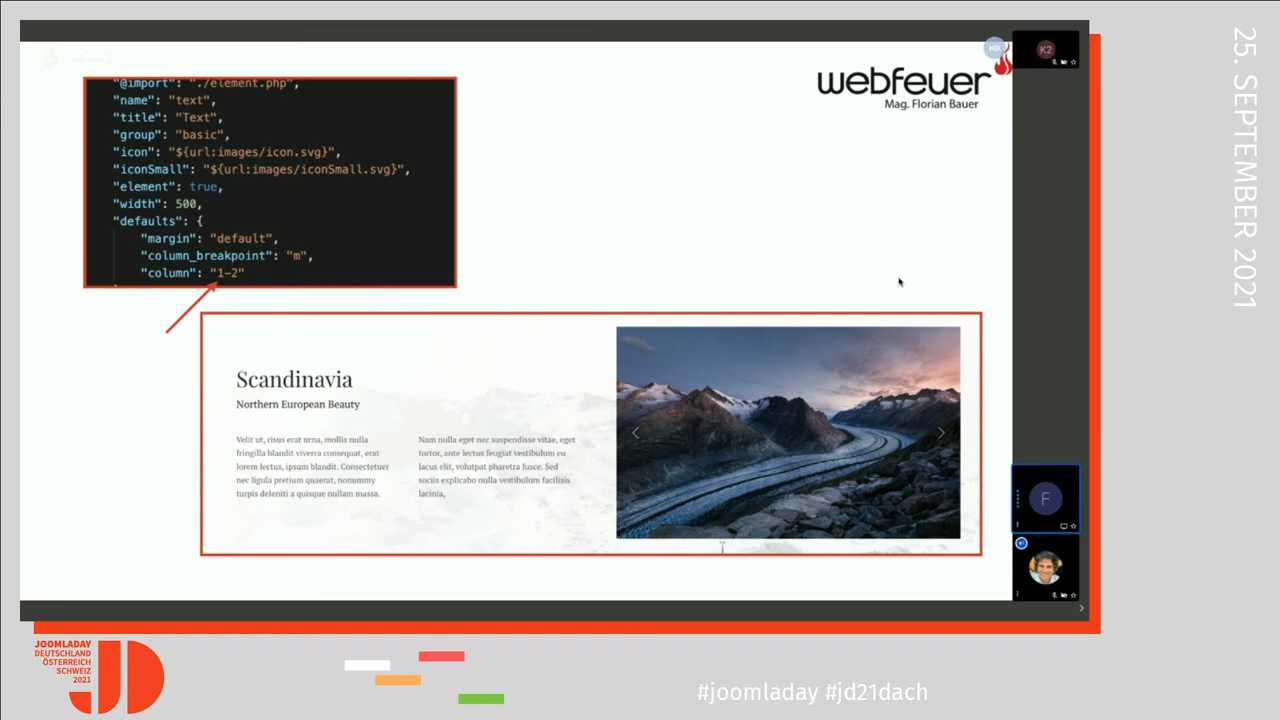 "@import": "./element.php",
"name": "text",
"title": "Text",
"group": "basic",
"icon": "${url:images/icon.svg}",
"iconSmall": "${url:images/iconSmall.svg}",
"element": true,
"width": 500,
"defaults": {
"margin": "default",
"column_breakpoint": "m",
"column": "1-2"
HD
K2
webfeuer
Mag. Florian Bauer
25. SEPTEMBER 2021
Scandinavia
Northern European Beauty
Velit ut, risus erat urna, mollis nulla
fringilla blandit viverra consequat, erat
lorem lectus, ipsum blandit. Consectetuer
nec ligula pretium quaerat, nonummy
turpis deleniti a quisque nullam massa.
Nam nulla eget nec suspendisse vitae, eget
tortor, ante lectus feugiat vestibulum eu
lacus elit, volutpat pharetra fusce. Sed
sociis explicabo nulla vestibulum facilisis
lacinia,
F
JOOMLADAY
DEUTSCHLAND
ÖSTERREICH
SCHWEIZ
2021
JD
#joomladay #jd21dach